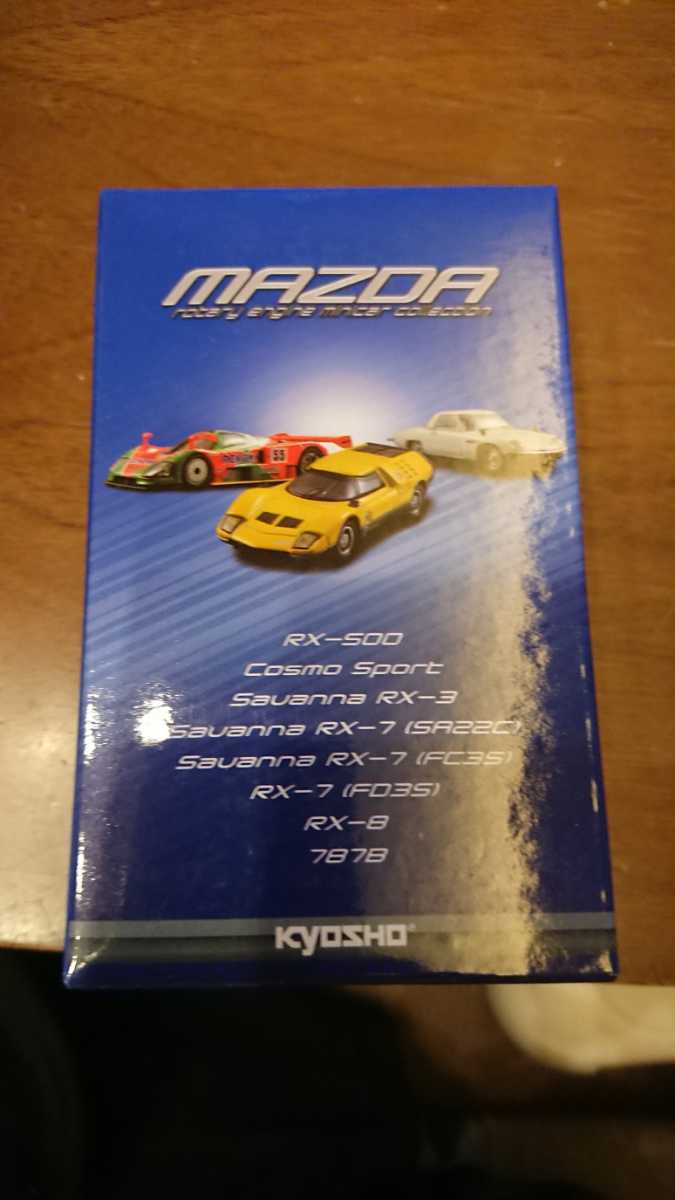 MAZDA
rotary engine minicar collection
55
RX-500
Cosmo Sport
Savanna RX-3
Savanna RX-7 (SA22C)
Savanna RX-7 (FC3S)
RX-7 (FD3S)
RX-8
787B
KYOSHO